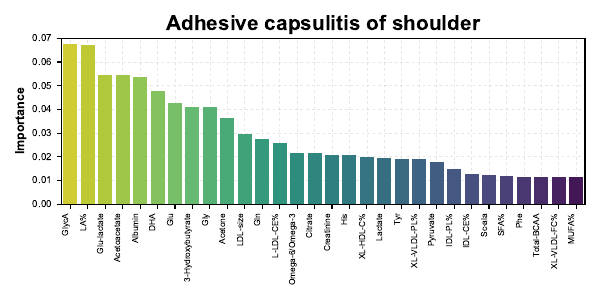 Adhesive capsulitis of shoulder
Importance
0.07
0.06
0.05
0.04
0.03
0.02
0.01
0.00
GlycA
LA%
Glu-lactate
Acetoacetate
Albumin
DHA
Glu
3-Hydroxybutyrate
Gly
Acetone
LDL-size
Gln
L-LDL-CE%
Omega-6/Omega-3
Citrate
Creatinine
His
XL-HDL-C%
Lactate
Tyr
XL-VLDL-PL%
Pyruvate
IDL-PL%
IDL-CE%
SFA%
Phe
Total-BCAA
XL-VLDL-FC%
MUFA%